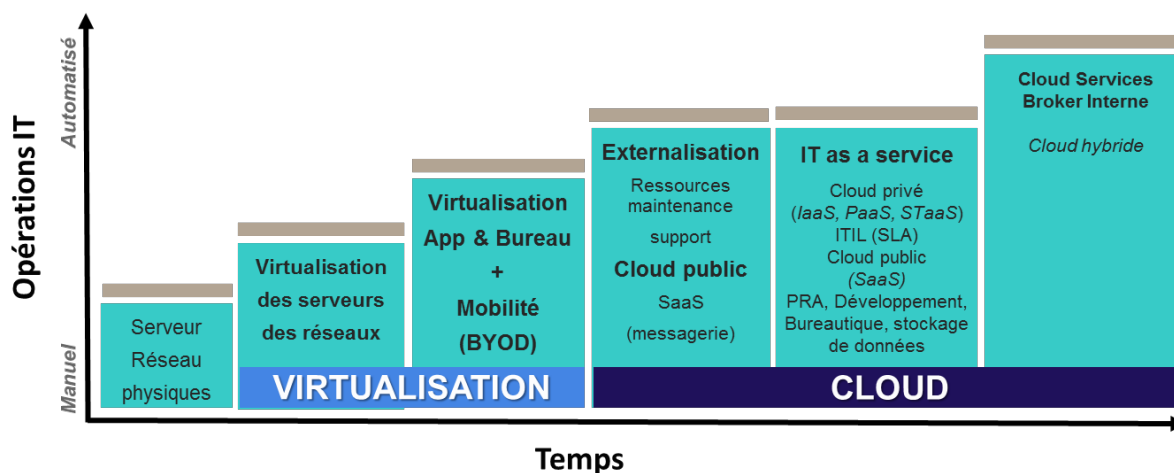 Opérations IT
Automatisé
Manuel
Serveur
Réseau
physiques
Virtualisation
des serveurs
des réseaux
Virtualisation
App & Bureau
+
Mobilité
(BYOD)
VIRTUALISATION
Externalisation
Ressources
maintenance
support
Cloud public
SaaS
(messagerie)
IT as a service
Cloud privé
(IaaS, PaaS, STaaS)
ITIL (SLA)
Cloud public
(SaaS)
PRA, Développement,
Bureautique, stockage
de données
Cloud Services
Broker Interne
Cloud hybride
CLOUD
Temps